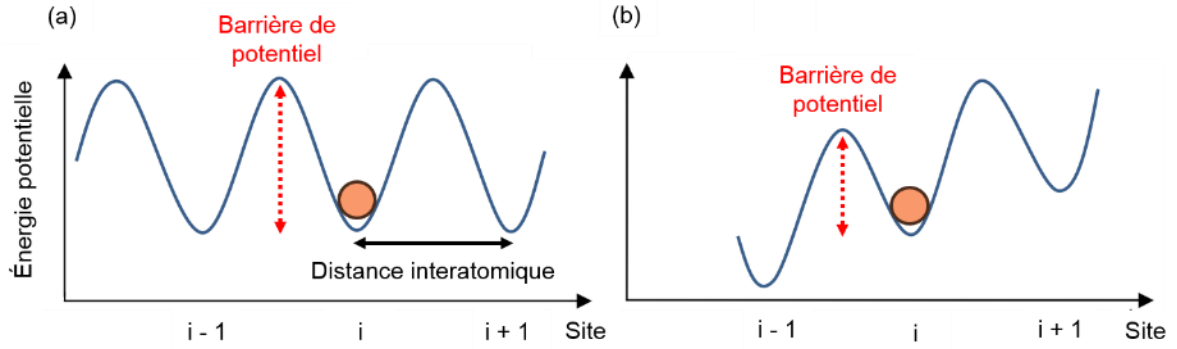 (a)
Barrière de
potentiel
Énergie potentielle
Distance interatomique
i - 1
i
i + 1
Site
(b)
Barrière de
potentiel
i - 1
i
i + 1
Site